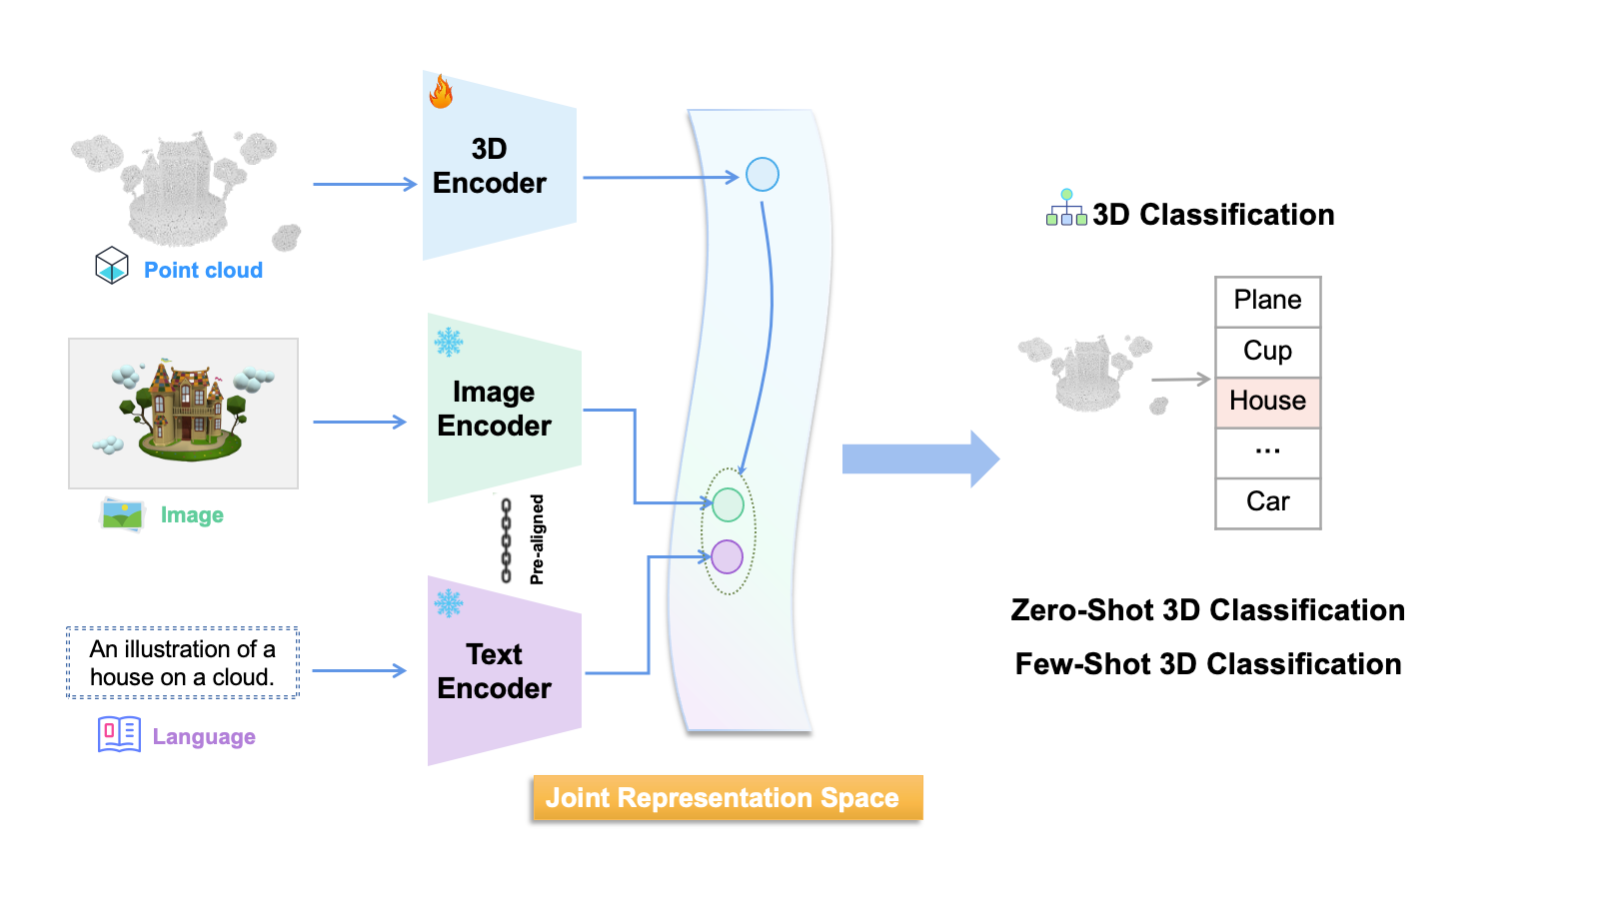 3D
Encoder
Point cloud
Image
Encoder
Image
Pre-aligned
An illustration of a
house on a cloud.
Text
Encoder
Language
Joint Representation Space
3D Classification
Plane
Cup
House
...
Car
Zero-Shot 3D Classification
Few-Shot 3D Classification